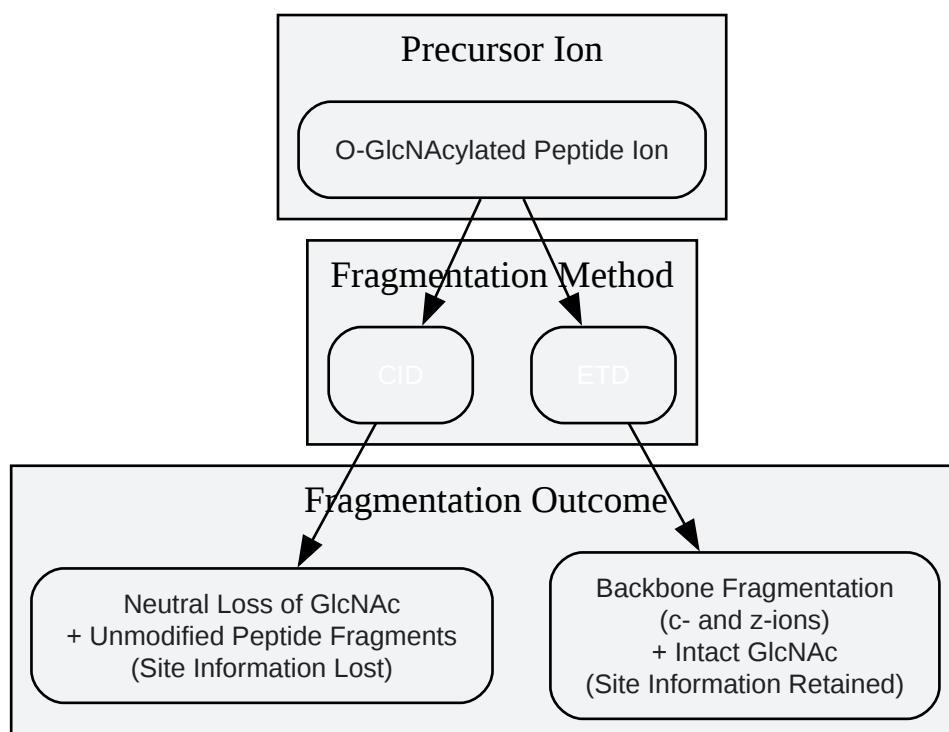 Precursor Ion
O-GlcNAcylated Peptide Ion
Fragmentation Method
CID
ETD
Fragmentation Outcome
Neutral Loss of GlcNAc
+ Unmodified Peptide Fragments
(Site Information Lost)
Backbone Fragmentation
(c- and z-ions)
+ Intact GlcNAc
(Site Information Retained)